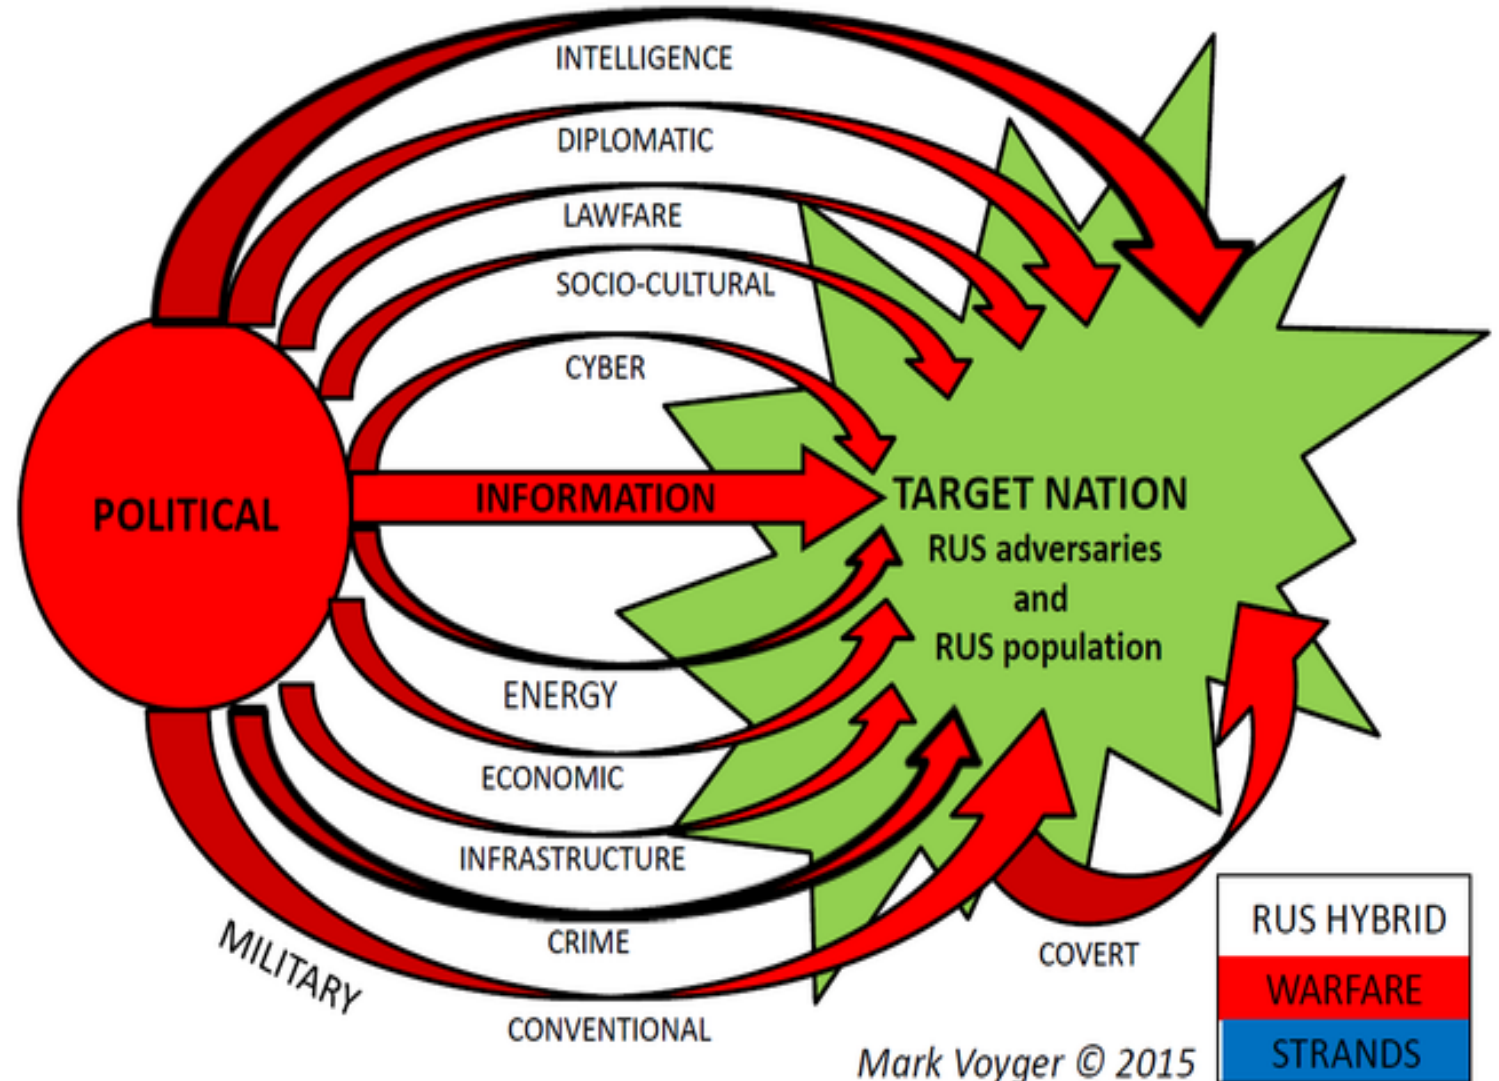 INTELLIGENCE
DIPLOMATIC
LAWFARE
SOCIO-CULTURAL
CYBER
POLITICAL
INFORMATION
TARGET NATION
RUS adversaries
and
RUS population
ENERGY
ECONOMIC
INFRASTRUCTURE
CRIME
MILITARY
CONVENTIONAL
COVERT
RUS HYBRID
WARFARE
STRANDS
Mark Voyger © 2015